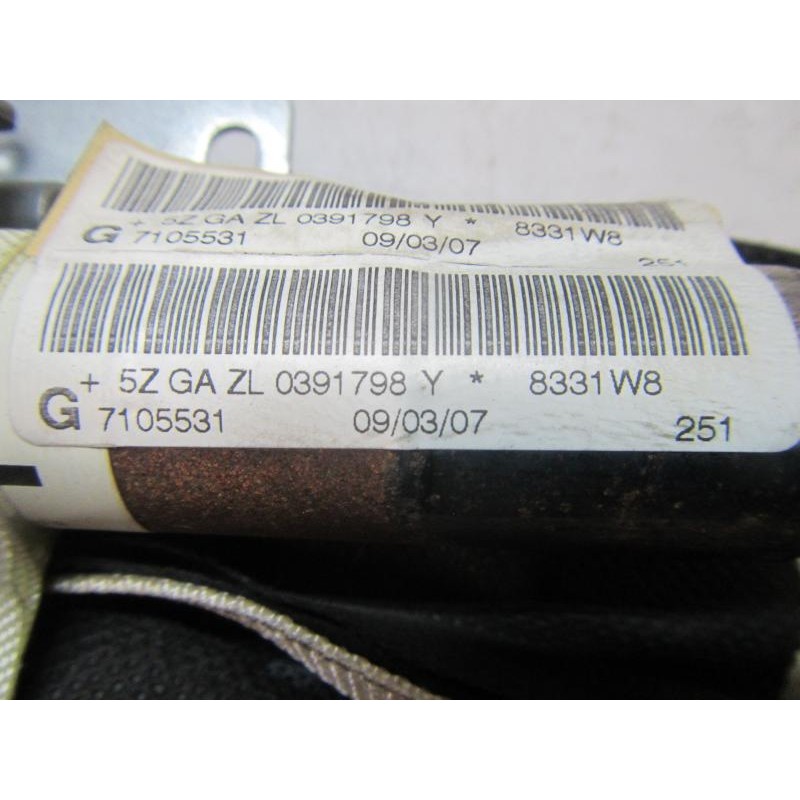 + 5Z GA ZL 0391798 Y * 8331W8
G 7105531 09/03/07
251
+ 5Z GA ZL 0391798 Y * 8331W8
G 7105531 09/03/07 251